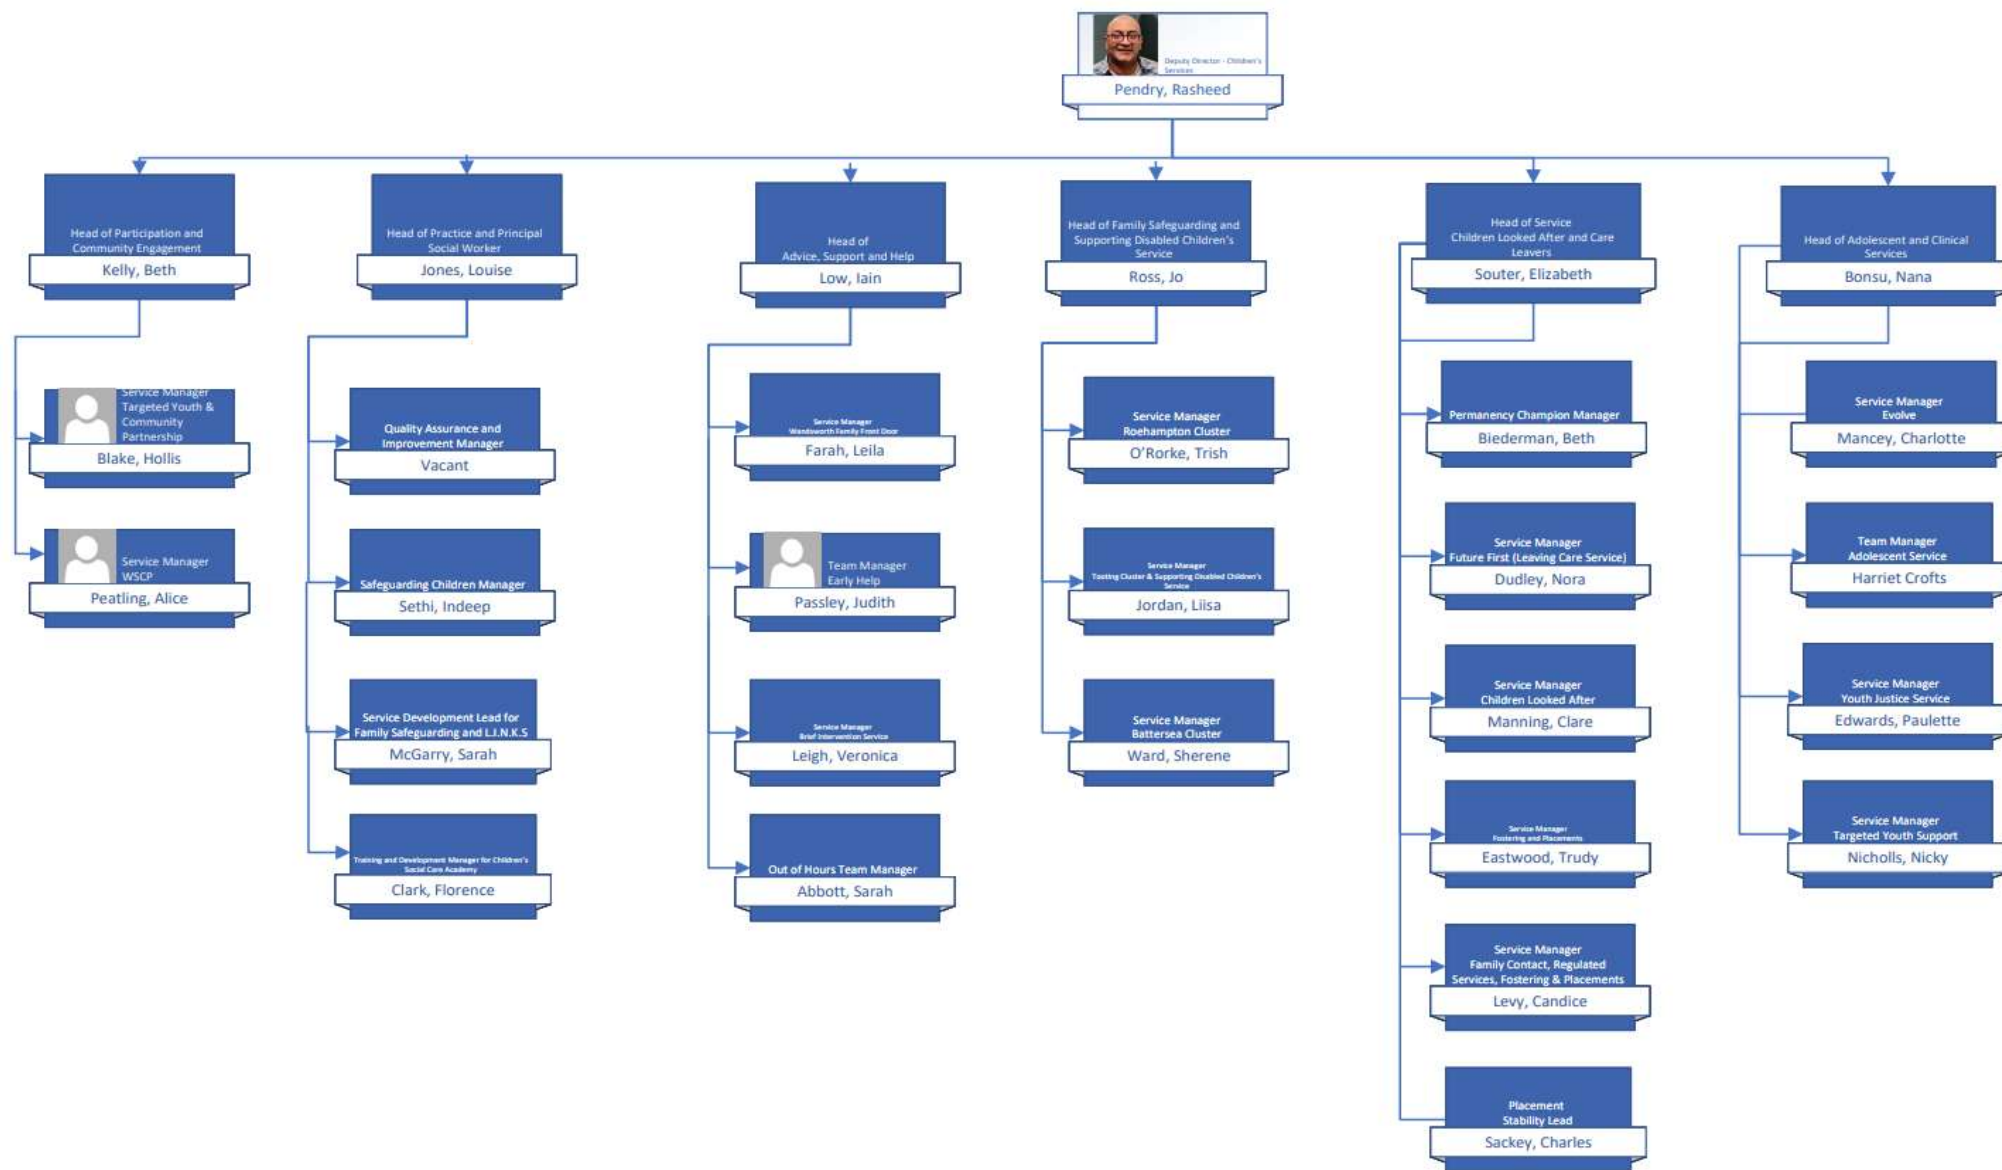 Deputy Director - Children's
Services
Pendry, Rasheed
Head of Participation and
Community Engagement
Kelly, Beth
Head of Practice and Principal
Social Worker
Jones, Louise
Head of
Advice, Support and Help
Low, Iain
Head of Family Safeguarding and
Supporting Disabled Children's
Service
Ross, Jo
Head of Service
Children Looked After and Care
Leavers
Souter, Elizabeth
Head of Adolescent and Clinical
Services
Bonsu, Nana
Service Manager
Targeted Youth &
Community
Partnership
Blake, Hollis
Service Manager
WSCP
Peatling, Alice
Quality Assurance and
Improvement Manager
Vacant
Safeguarding Children Manager
Sethi, Indeep
Service Development Lead for
Family Safeguarding and L.I.N.K.S
McGarry, Sarah
Training and Development Manager for Children's
Social Care Academy
Clark, Florence
Service Manager
Wandsworth Family Front Door
Farah, Leila
Team Manager
Early Help
Passley, Judith
Service Manager
Brief Intervention Service
Leigh, Veronica
Out of Hours Team Manager
Abbott, Sarah
Service Manager
Roehampton Cluster
O'Rorke, Trish
Service Manager
Tooting Cluster & Supporting Disabled Children's
Service
Jordan, Liisa
Service Manager
Battersea Cluster
Ward, Sherene
Permanency Champion Manager
Biederman, Beth
Service Manager
Future First (Leaving Care Service)
Dudley, Nora
Service Manager
Children Looked After
Manning, Clare
Service Manager
Fostering and Placements
Eastwood, Trudy
Service Manager
Family Contact, Regulated
Services, Fostering & Placements
Levy, Candice
Placement
Stability Lead
Sackey, Charles
Service Manager
Evolve
Mancey, Charlotte
Team Manager
Adolescent Service
Harriet Crofts
Service Manager
Youth Justice Service
Edwards, Paulette
Service Manager
Targeted Youth Support
Nicholls, Nicky